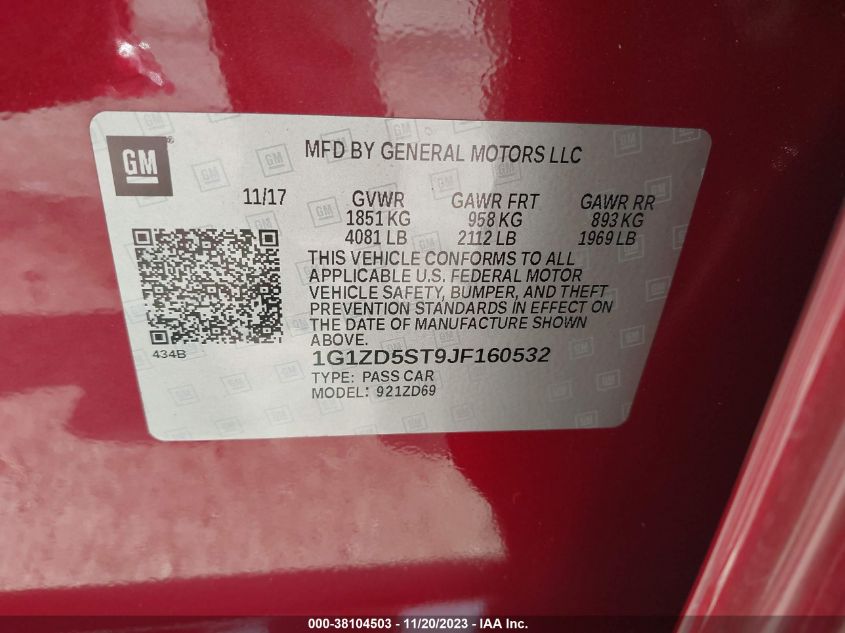 GM
MFD BY GENERAL MOTORS LLC
11/17
GVWR GAWR FRT GAWR RR
1851 KG 958 KG 893 KG
4081 LB 2112 LB 1969 LB
THIS VEHICLE CONFORMS TO ALL
APPLICABLE U.S. FEDERAL MOTOR
VEHICLE SAFETY, BUMPER, AND THEFT
PREVENTION STANDARDS IN EFFECT ON
THE DATE OF MANUFACTURE SHOWN
ABOVE.
434B
1G1ZD5ST9JF160532
TYPE: PASS CAR
MODEL: 921ZD69
000-38104503 - 11/20/2023 - IAA Inc.